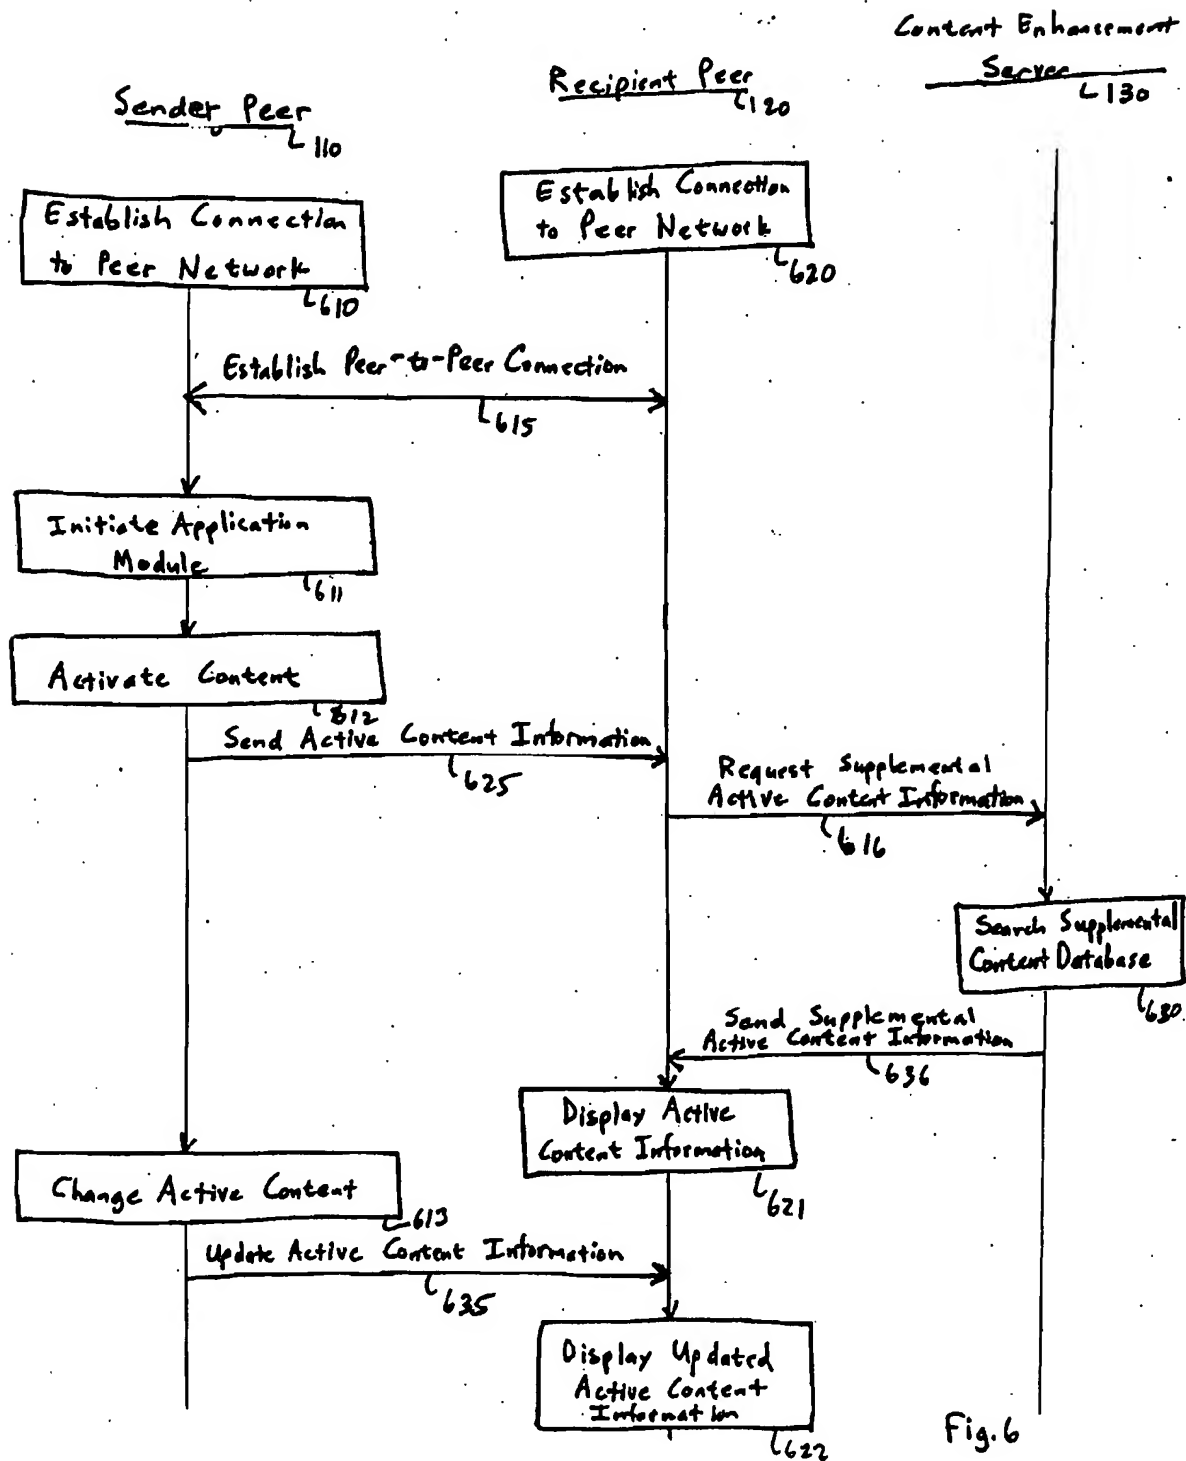 Content Enhancement
Server
130
Recipient Peer
120
Sender Peer
110
Establish Connection
to Peer Network
610
Establish Connection
to Peer Network
620
Establish Peer-to-Peer Connection
615
Initiate Application
Module
611
Activate Content
612
Send Active Content Information
625
Request Supplemental
Active Content Information
616
Search Supplemental
Content Database
630
Send Supplemental
Active Content Information
636
Display Active
Content Information
621
Change Active Content
613
Update Active Content Information
635
Display Updated
Active Content
Information
622
Fig. 6